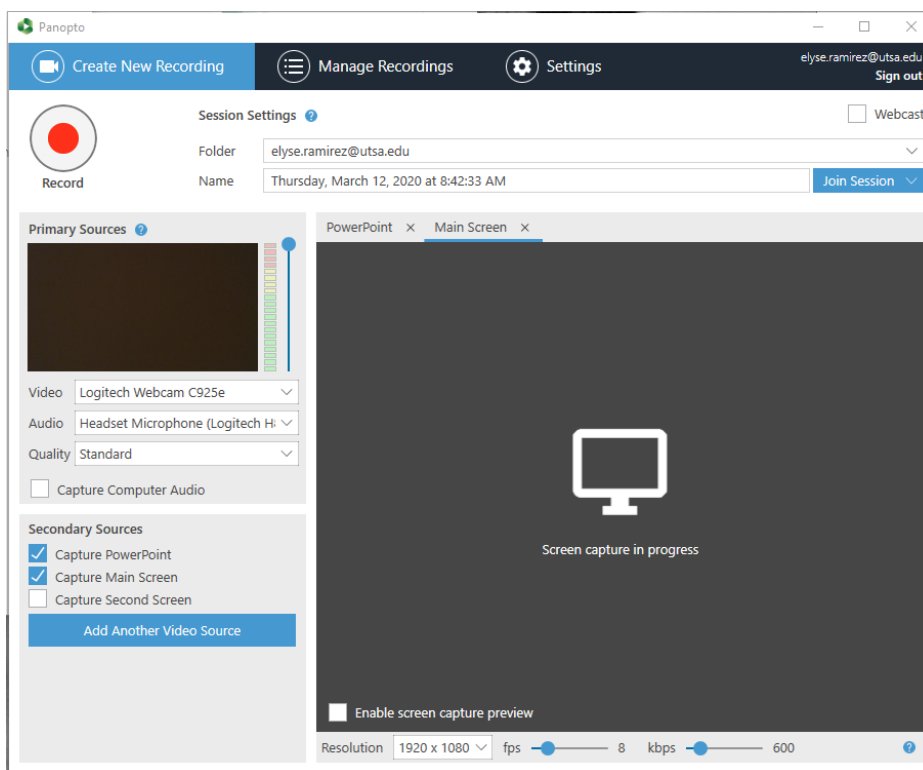 Panopto
Create New Recording
Manage Recordings
Settings
elyse.ramirez@utsa.edu
Sign out
Record
Session Settings ?
Webcast
Folder elyse.ramirez@utsa.edu
Name Thursday, March 12, 2020 at 8:42:33 AM Join Session
Primary Sources ?
PowerPoint × Main Screen ×
Video Logitech Webcam C925e
Audio Headset Microphone (Logitech
Quality Standard
Capture Computer Audio
Secondary Sources
Capture PowerPoint
Capture Main Screen
Capture Second Screen
Add Another Video Source
Screen capture in progress
Enable screen capture preview
Resolution 1920 x 1080 fps 8 kbps 600 ?